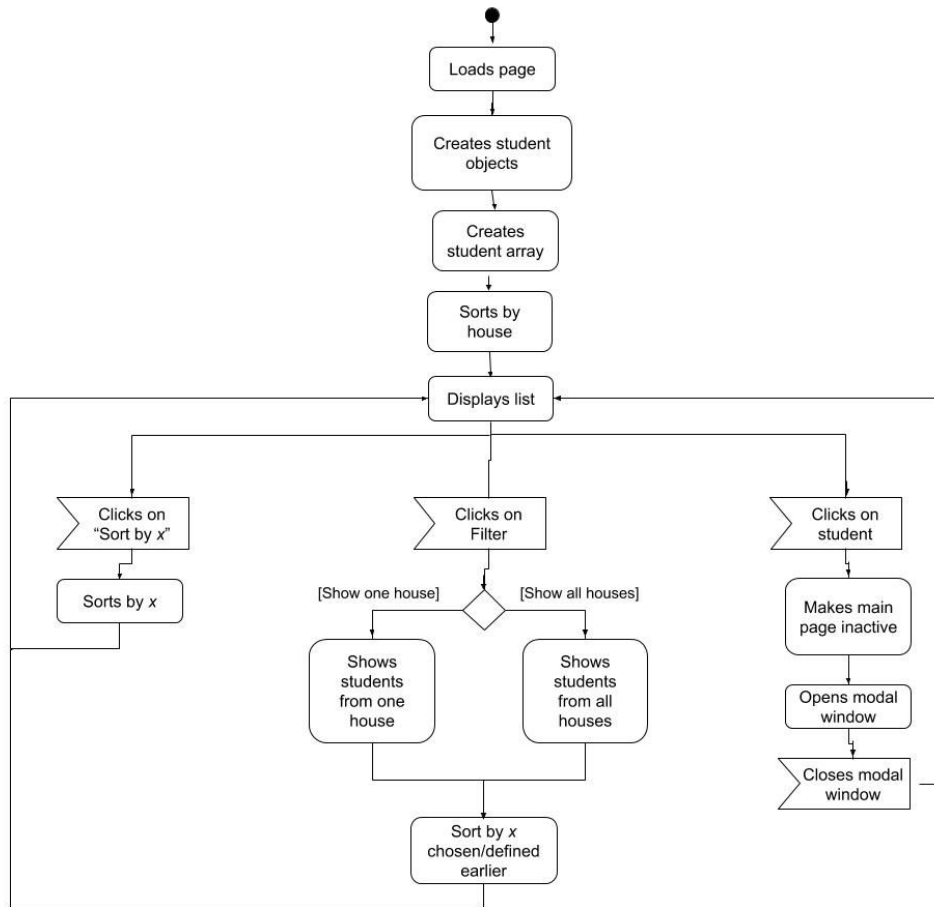 Loads page
Creates student
objects
Creates
student array
Sorts by
house
Displays list
Clicks on
“Sort by x”
Sorts by x
Clicks on
Filter
[Show one house]
[Show all houses]
Shows
students
from one
house
Shows
students
from all
houses
Sort by x
chosen/defined
earlier
Clicks on
student
Makes main
page inactive
Opens modal
window
Closes modal
window